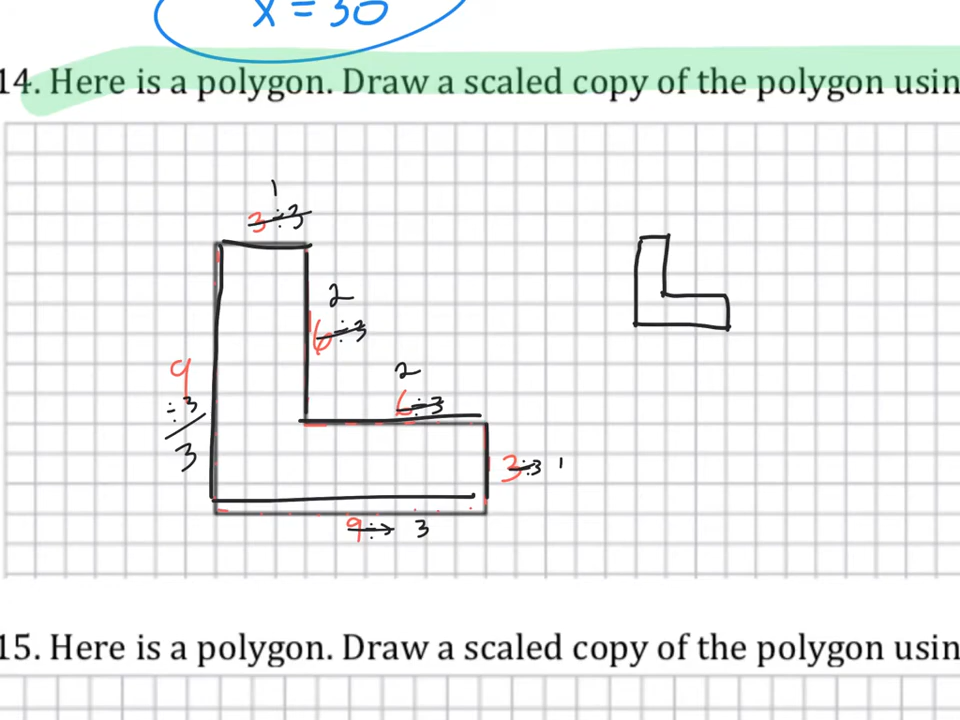 x = 30
14. Here is a polygon. Draw a scaled copy of the polygon usin
1
3 ÷ 3
2
6 ÷ 3
2
6 ÷ 3
9
÷ 3
3
3 ÷ 3 1
9 ÷ 3
15. Here is a polygon. Draw a scaled copy of the polygon usin